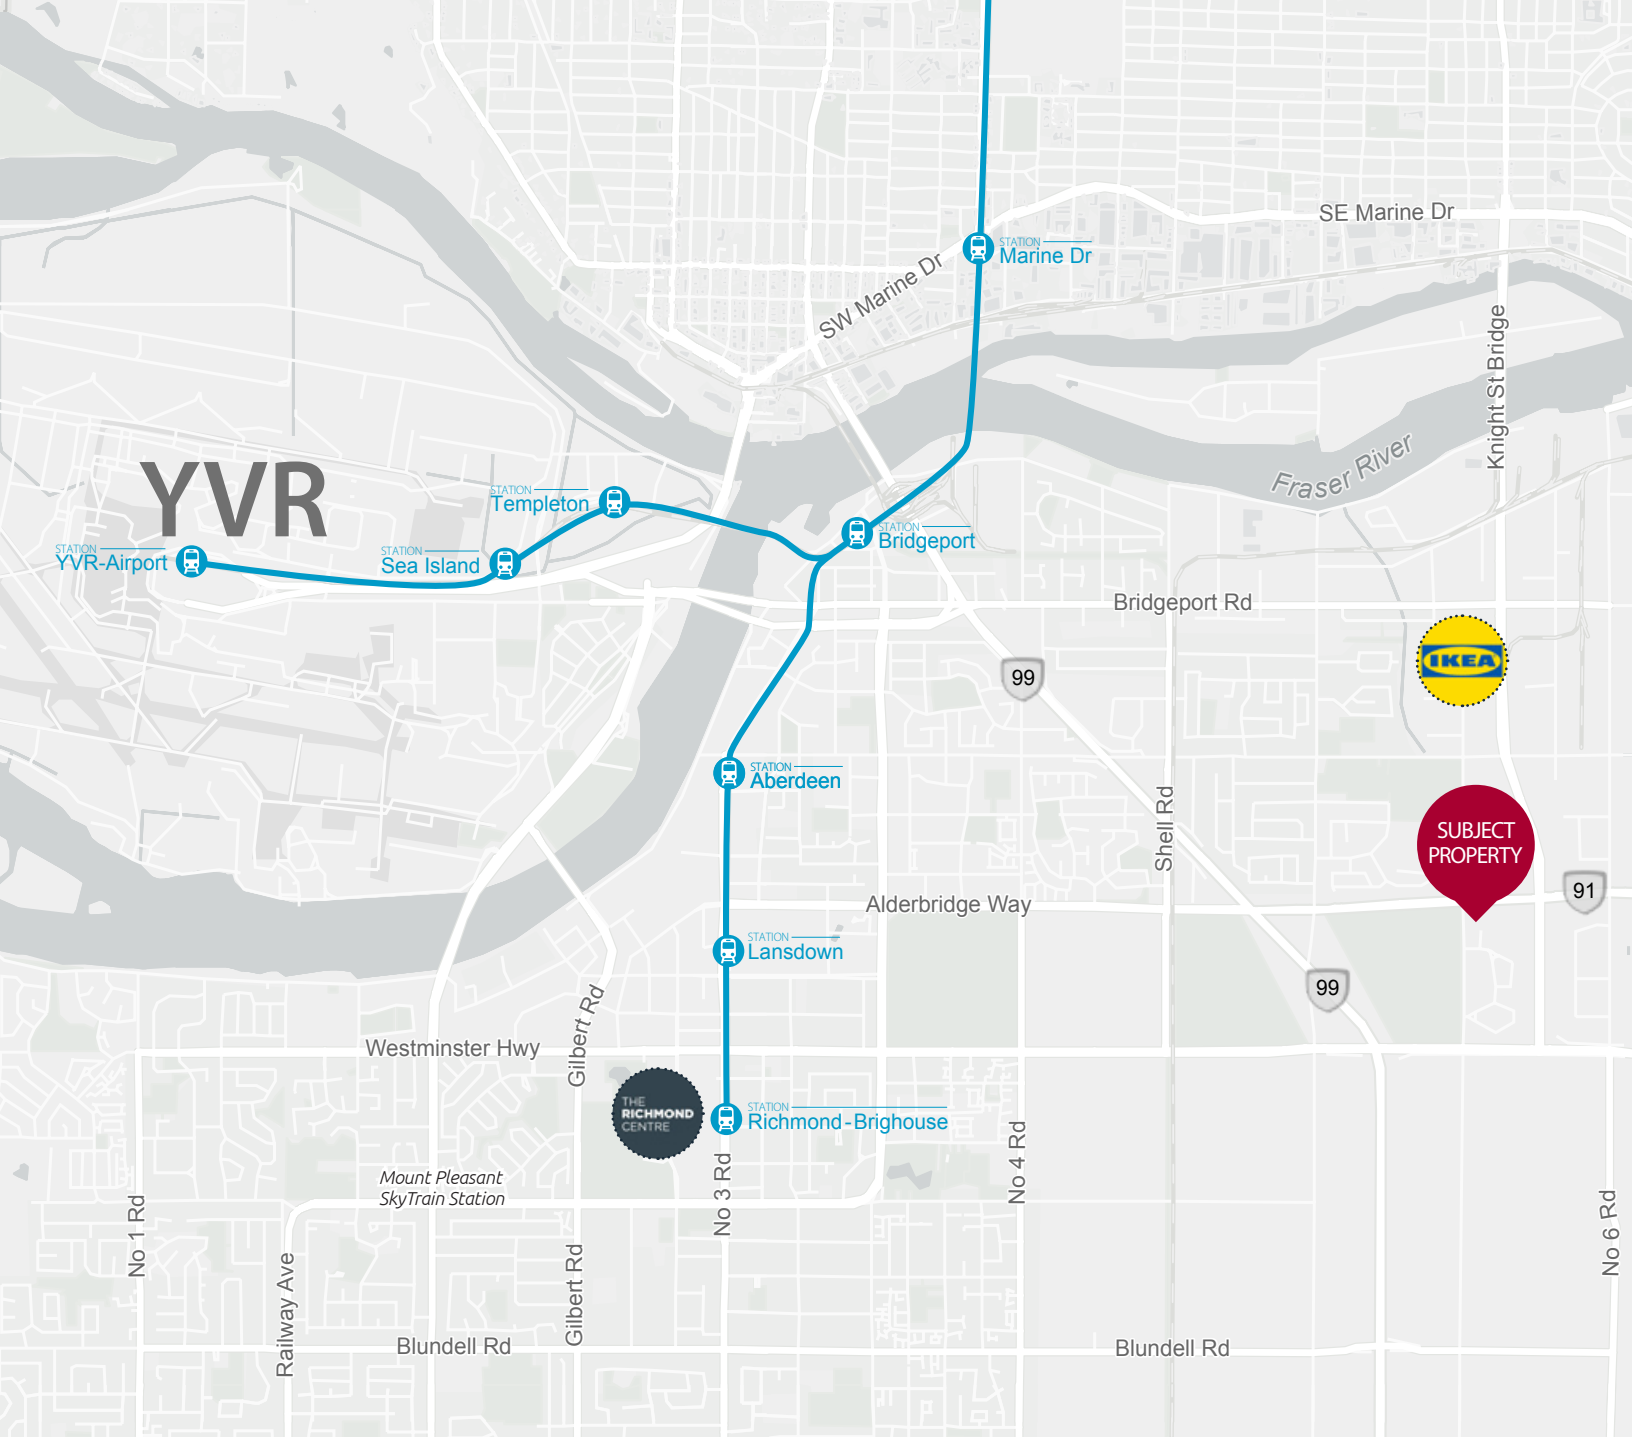 SE Marine Dr
STATION
Marine Dr
SW Marine Dr
Knight St Bridge
Fraser River
YVR
STATION
Templeton
STATION
Bridgeport
STATION
YVR-Airport
STATION
Sea Island
Bridgeport Rd
IKEA
99
STATION
Aberdeen
Shell Rd
SUBJECT
PROPERTY
91
Alderbridge Way
STATION
Lansdown
99
Gilbert Rd
Westminster Hwy
THE
RICHMOND
CENTRE
STATION
Richmond-Brighouse
No 4 Rd
No 3 Rd
Mount Pleasant
SkyTrain Station
No 1 Rd
No 6 Rd
Railway Ave
Gilbert Rd
Blundell Rd
Blundell Rd